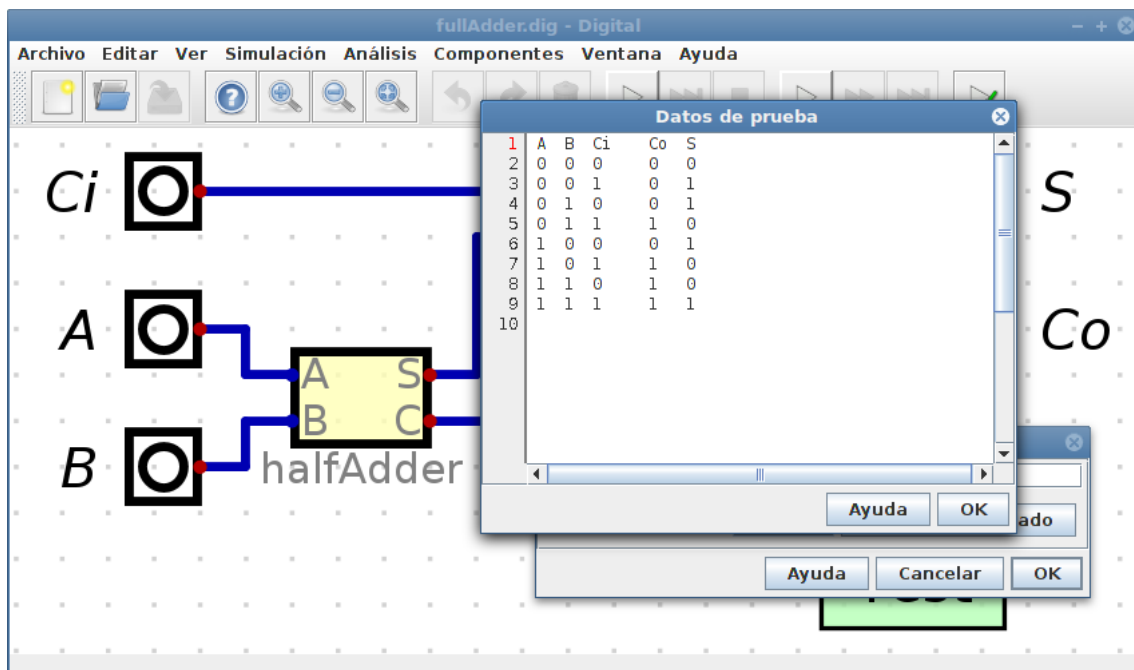 fullAdder.dig - Digital
Archivo Editar Ver Simulación Análisis Componentes Ventana Ayuda
Datos de prueba
1 A B Ci Co S
2 0 0 0 0 0
3 0 0 1 0 1
4 0 1 0 0 1
5 0 1 1 1 0
6 1 0 0 0 1
7 1 0 1 1 0
8 1 1 0 1 0
9 1 1 1 1 1
10
Ci
S
A
Co
A S
B C
B
halfAdder
Ayuda OK
ado
Ayuda Cancelar OK